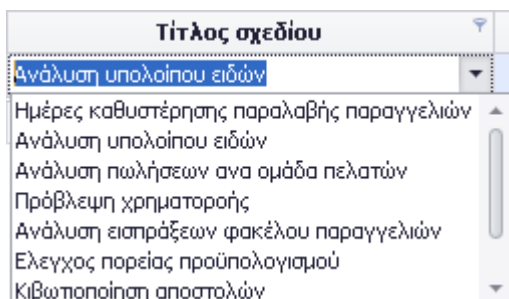 Τίτλος σχεδίου
Ανάλυση υπολοίπου ειδών
Ημέρες καθυστέρησης παραλαβής παραγγελιών
Ανάλυση υπολοίπου ειδών
Ανάλυση πωλήσεων ανα ομάδα πελατών
Πρόβλεψη χρηματοροής
Ανάλυση εισπράξεων φακέλου παραγγελιών
Ελεγχος πορείας προϋπολογισμού
Κιβωτιοποίηση αποστολών